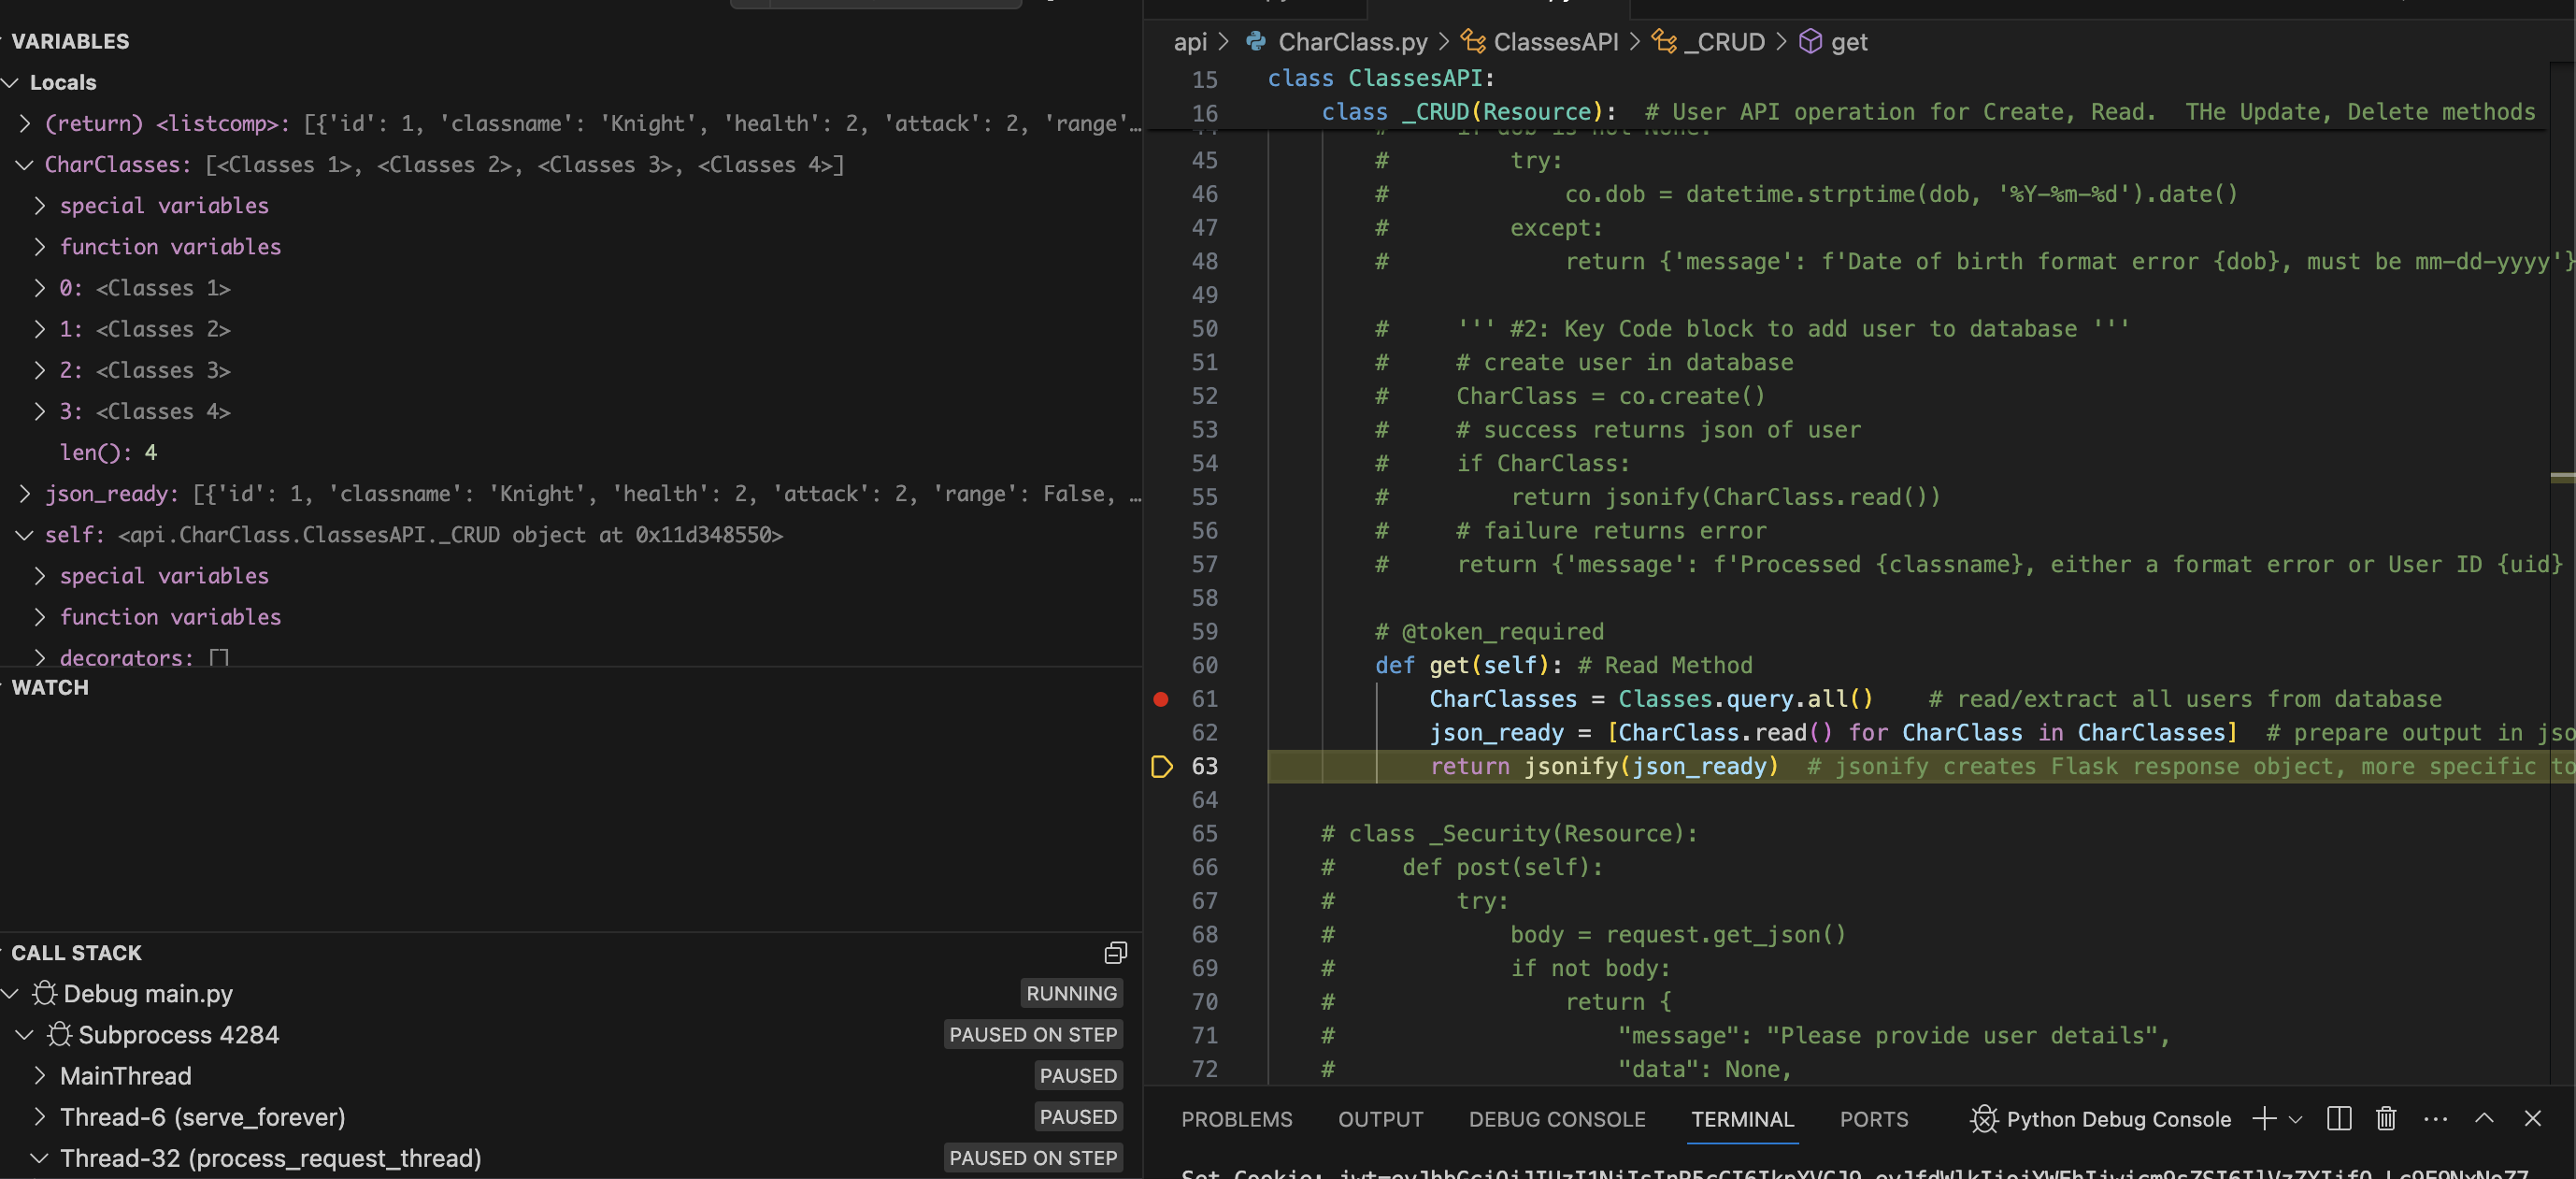 VARIABLES
Locals
(return) <listcomp>: [{'id': 1, 'classname': 'Knight', 'health': 2, 'attack': 2, 'range'…
CharClasses: [<Classes 1>, <Classes 2>, <Classes 3>, <Classes 4>]
special variables
function variables
0: <Classes 1>
1: <Classes 2>
2: <Classes 3>
3: <Classes 4>
len(): 4
json_ready: [{'id': 1, 'classname': 'Knight', 'health': 2, 'attack': 2, 'range': False, …
self: <api.CharClass.ClassesAPI._CRUD object at 0x11d348550>
special variables
function variables
decorators: []
WATCH
CALL STACK
Debug main.py RUNNING
Subprocess 4284 PAUSED ON STEP
MainThread PAUSED
Thread-6 (serve_forever) PAUSED
Thread-32 (process_request_thread) PAUSED ON STEP
api > CharClass.py > ClassesAPI > _CRUD > get
15 class ClassesAPI:
16 class _CRUD(Resource): # User API operation for Create, Read. THe Update, Delete methods
# if dob is not None:
45 # try:
46 # co.dob = datetime.strptime(dob, '%Y-%m-%d').date()
47 # except:
48 # return {'message': f'Date of birth format error {dob}, must be mm-dd-yyyy'}
49
50 # ''' #2: Key Code block to add user to database '''
51 # # create user in database
52 # CharClass = co.create()
53 # # success returns json of user
54 # if CharClass:
55 # return jsonify(CharClass.read())
56 # # failure returns error
57 # return {'message': f'Processed {classname}, either a format error or User ID {uid}
58
59 # @token_required
60 def get(self): # Read Method
61 CharClasses = Classes.query.all() # read/extract all users from database
62 json_ready = [CharClass.read() for CharClass in CharClasses] # prepare output in jso
63 return jsonify(json_ready) # jsonify creates Flask response object, more specific to
64
65 # class _Security(Resource):
66 # def post(self):
67 # try:
68 # body = request.get_json()
69 # if not body:
70 # return {
71 # "message": "Please provide user details",
72 # "data": None,
PROBLEMS OUTPUT DEBUG CONSOLE TERMINAL PORTS Python Debug Console